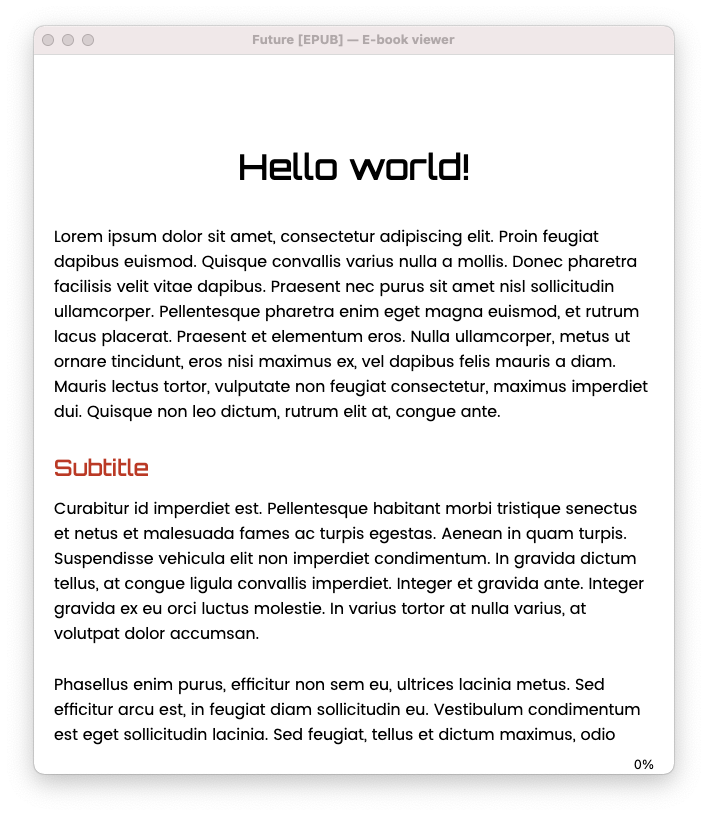 Future [EPUB] — E-book viewer
Hello world!
Lorem ipsum dolor sit amet, consectetur adipiscing elit. Proin feugiat
dapibus euismod. Quisque convallis varius nulla a mollis. Donec pharetra
facilisis velit vitae dapibus. Praesent nec purus sit amet nisl sollicitudin
ullamcorper. Pellentesque pharetra enim eget magna euismod, et rutrum
lacus placerat. Praesent et elementum eros. Nulla ullamcorper, metus ut
ornare tincidunt, eros nisi maximus ex, vel dapibus felis mauris a diam.
Mauris lectus tortor, vulputate non feugiat consectetur, maximus imperdiet
dui. Quisque non leo dictum, rutrum elit at, congue ante.
Subtitle
Curabitur id imperdiet est. Pellentesque habitant morbi tristique senectus
et netus et malesuada fames ac turpis egestas. Aenean in quam turpis.
Suspendisse vehicula elit non imperdiet condimentum. In gravida dictum
tellus, at congue ligula convallis imperdiet. Integer et gravida ante. Integer
gravida ex eu orci luctus molestie. In varius tortor at nulla varius, at
volutpat dolor accumsan.
Phasellus enim purus, efficitur non sem eu, ultrices lacinia metus. Sed
efficitur arcu est, in feugiat diam sollicitudin eu. Vestibulum condimentum
est eget sollicitudin lacinia. Sed feugiat, tellus et dictum maximus, odio
0%